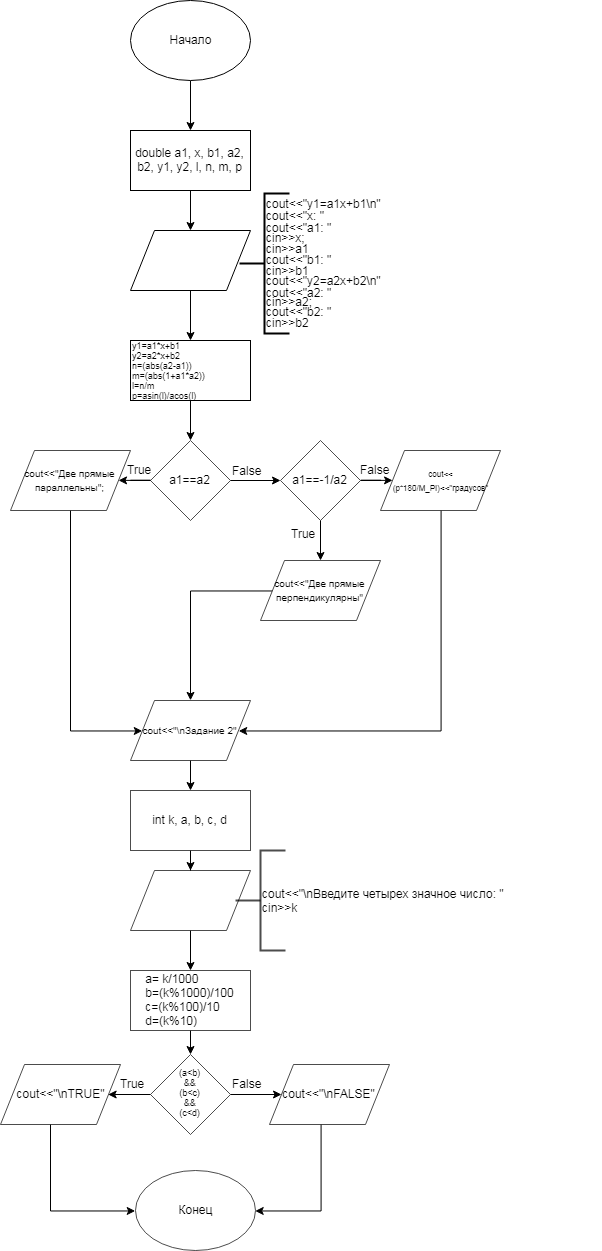 Начало
double a1, x, b1, a2,
b2, y1, y2, l, n, m, p
cout<<"y1=a1x+b1\n"
cout<<"x: "
cout<<"a1: "
cin>>x;
cin>>a1
cout<<"b1: "
cin>>b1
cout<<"y2=a2x+b2\n"
cout<<"a2: "
cin>>a2;
cout<<"b2: "
cin>>b2
y1=a1*x+b1
y2=a2*x+b2
n=(abs(a2-a1))
m=(abs(1+a1*a2))
l=n/m
p=asin(l)/acos(l)
cout<<"Две прямые
параллельны";
True
a1==a2
False
a1==-1/a2
False
cout<<
(p*180/M_PI)<<"градусов"
True
cout<<"Две прямые
перпендикулярны"
cout<<"\nЗадание 2"
int k, a, b, c, d
cout<<"\nВведите четырех значное число: "
cin>>k
a= k/1000
b=(k%1000)/100
c=(k%100)/10
d=(k%10)
cout<<"\nTRUE"
True
(a<b)
&&
(b<c)
&&
(c<d)
False
cout<<"\nFALSE"
Конец